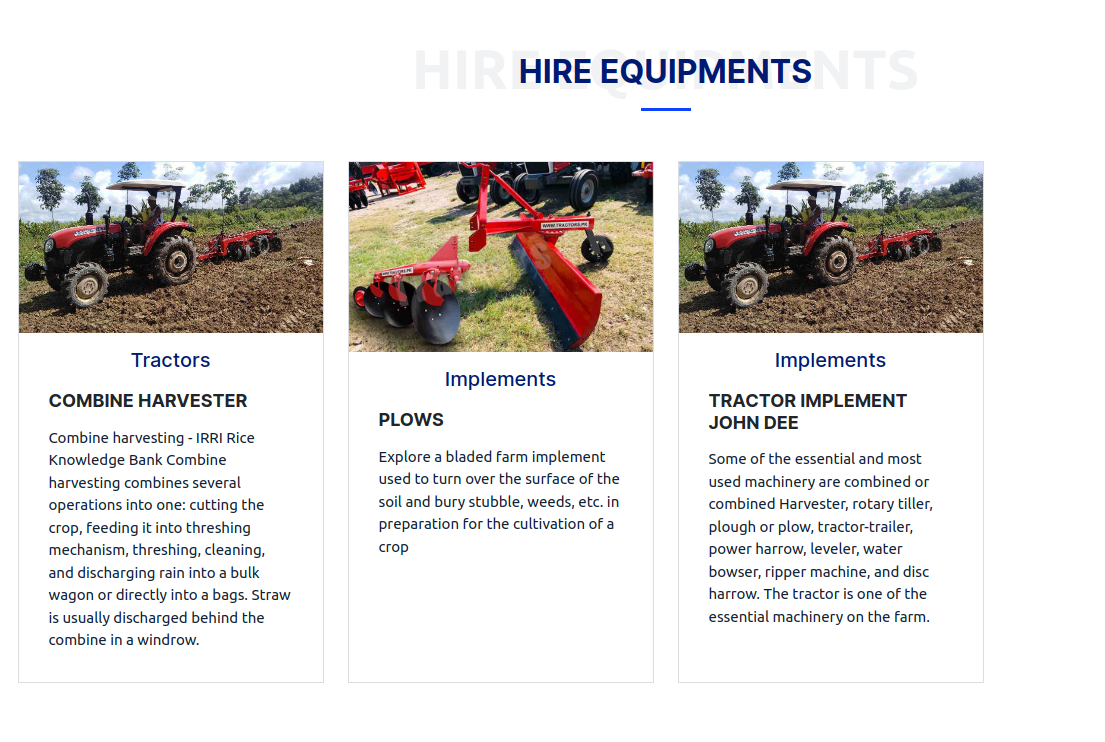 HIRE EQUIPMENTS
HIRE EQUIPMENTS
Tractors
COMBINE HARVESTER
Combine harvesting - IRRI Rice
Knowledge Bank Combine
harvesting combines several
operations into one: cutting the
crop, feeding it into threshing
mechanism, threshing, cleaning,
and discharging rain into a bulk
wagon or directly into a bags. Straw
is usually discharged behind the
combine in a windrow.
WWW.TRACTORS.PK
WWW.TRACTORS.PK
Implements
PLOWS
Explore a bladed farm implement
used to turn over the surface of the
soil and bury stubble, weeds, etc. in
preparation for the cultivation of a
crop
Implements
TRACTOR IMPLEMENT
JOHN DEE
Some of the essential and most
used machinery are combined or
combined Harvester, rotary tiller,
plough or plow, tractor-trailer,
power harrow, leveler, water
bowser, ripper machine, and disc
harrow. The tractor is one of the
essential machinery on the farm.